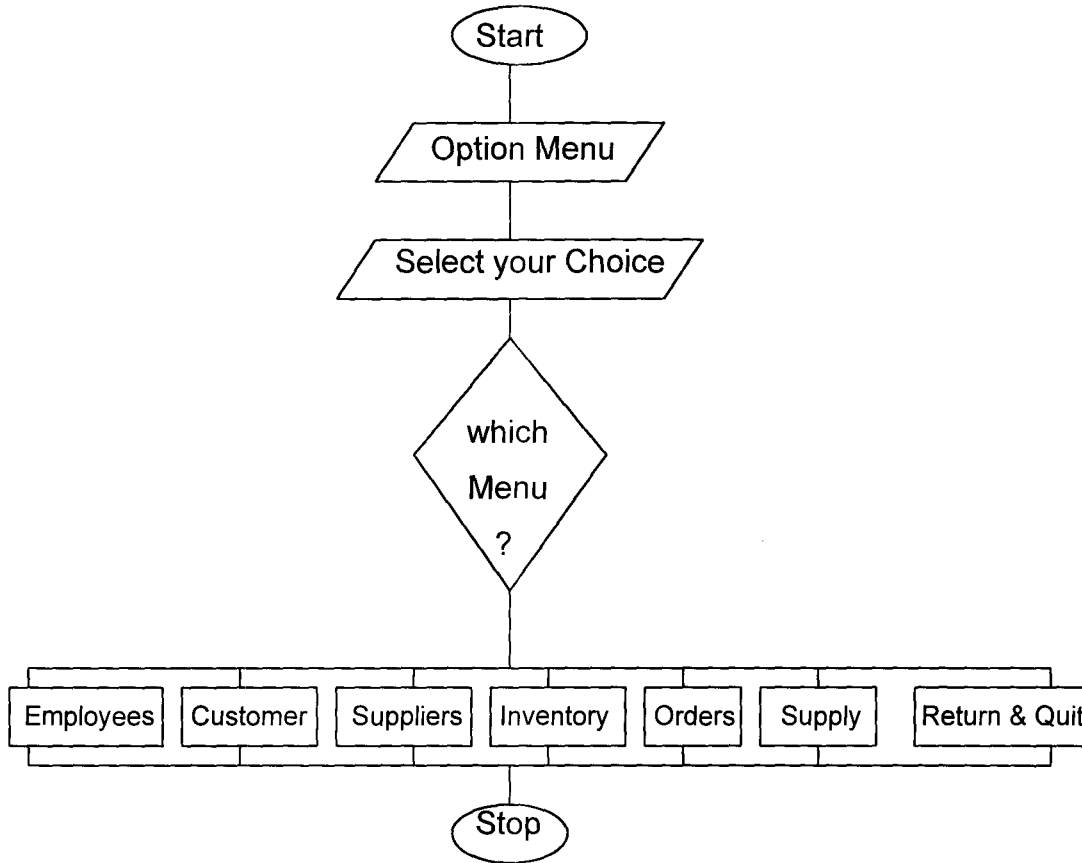 Start
Option Menu
Select your Choice
which
Menu
?
Employees
Customer
Suppliers
Inventory
Orders
Supply
Return & Quit
Stop